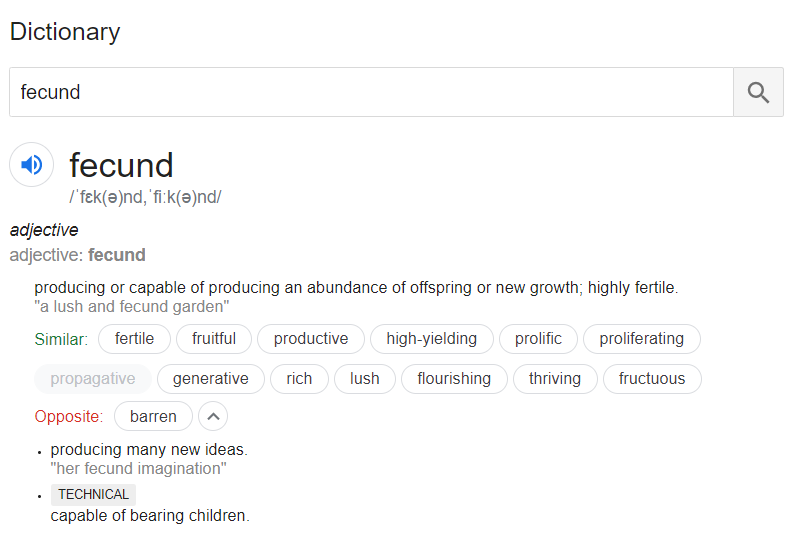 Dictionary
fecund
fecund
/ˈfɛk(ə)nd,ˈfiːk(ə)nd/
adjective
adjective: fecund
producing or capable of producing an abundance of offspring or new growth; highly fertile.
"a lush and fecund garden"
Similar: fertile fruitful productive high-yielding prolific proliferating
propagative generative rich lush flourishing thriving fructuous
Opposite: barren
• producing many new ideas.
"her fecund imagination"
• TECHNICAL
capable of bearing children.